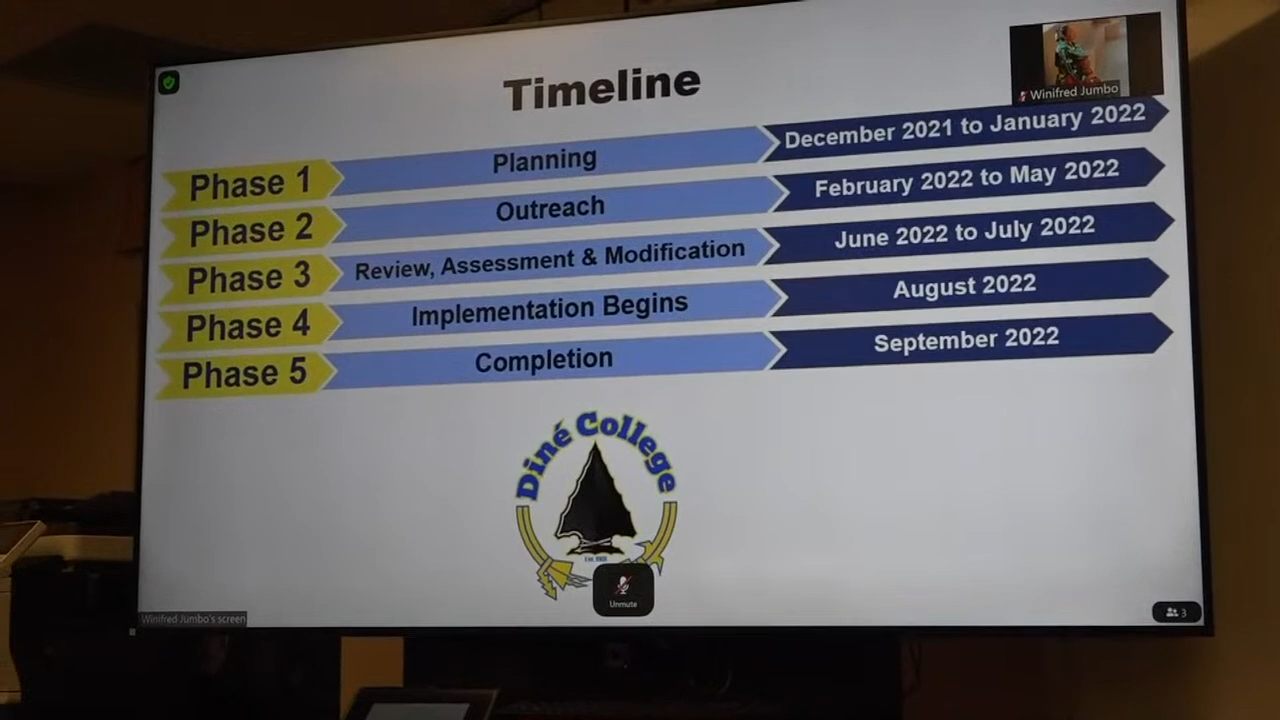 Timeline
Winifred Jumbo
Phase 1 Planning December 2021 to January 2022
Phase 2 Outreach February 2022 to May 2022
Phase 3 Review, Assessment & Modification June 2022 to July 2022
Phase 4 Implementation Begins August 2022
Phase 5 Completion September 2022
Diné College
Unmute
Winifred Jumbo's screen
3